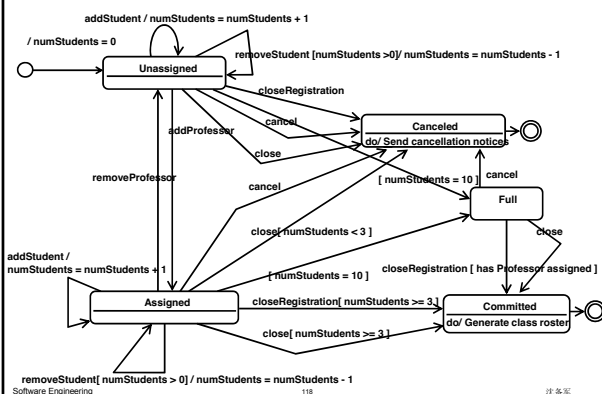 addStudent / numStudents = numStudents + 1
/ numStudents = 0
removeStudent [numStudents >0]/ numStudents = numStudents - 1
Unassigned
closeRegistration
cancel
Canceled
do/ Send cancellation notices
addProfessor
close
removeProfessor
cancel
[ numStudents = 10 ]
cancel
Full
close[ numStudents < 3 ]
close
addStudent /
numStudents = numStudents + 1
[ numStudents = 10 ]
closeRegistration [ has Professor assigned ]
Assigned
closeRegistration[ numStudents >= 3 ]
Committed
do/ Generate class roster
close[ numStudents >= 3 ]
removeStudent[ numStudents > 0] / numStudents = numStudents - 1
Software Engineering
118
沈备军